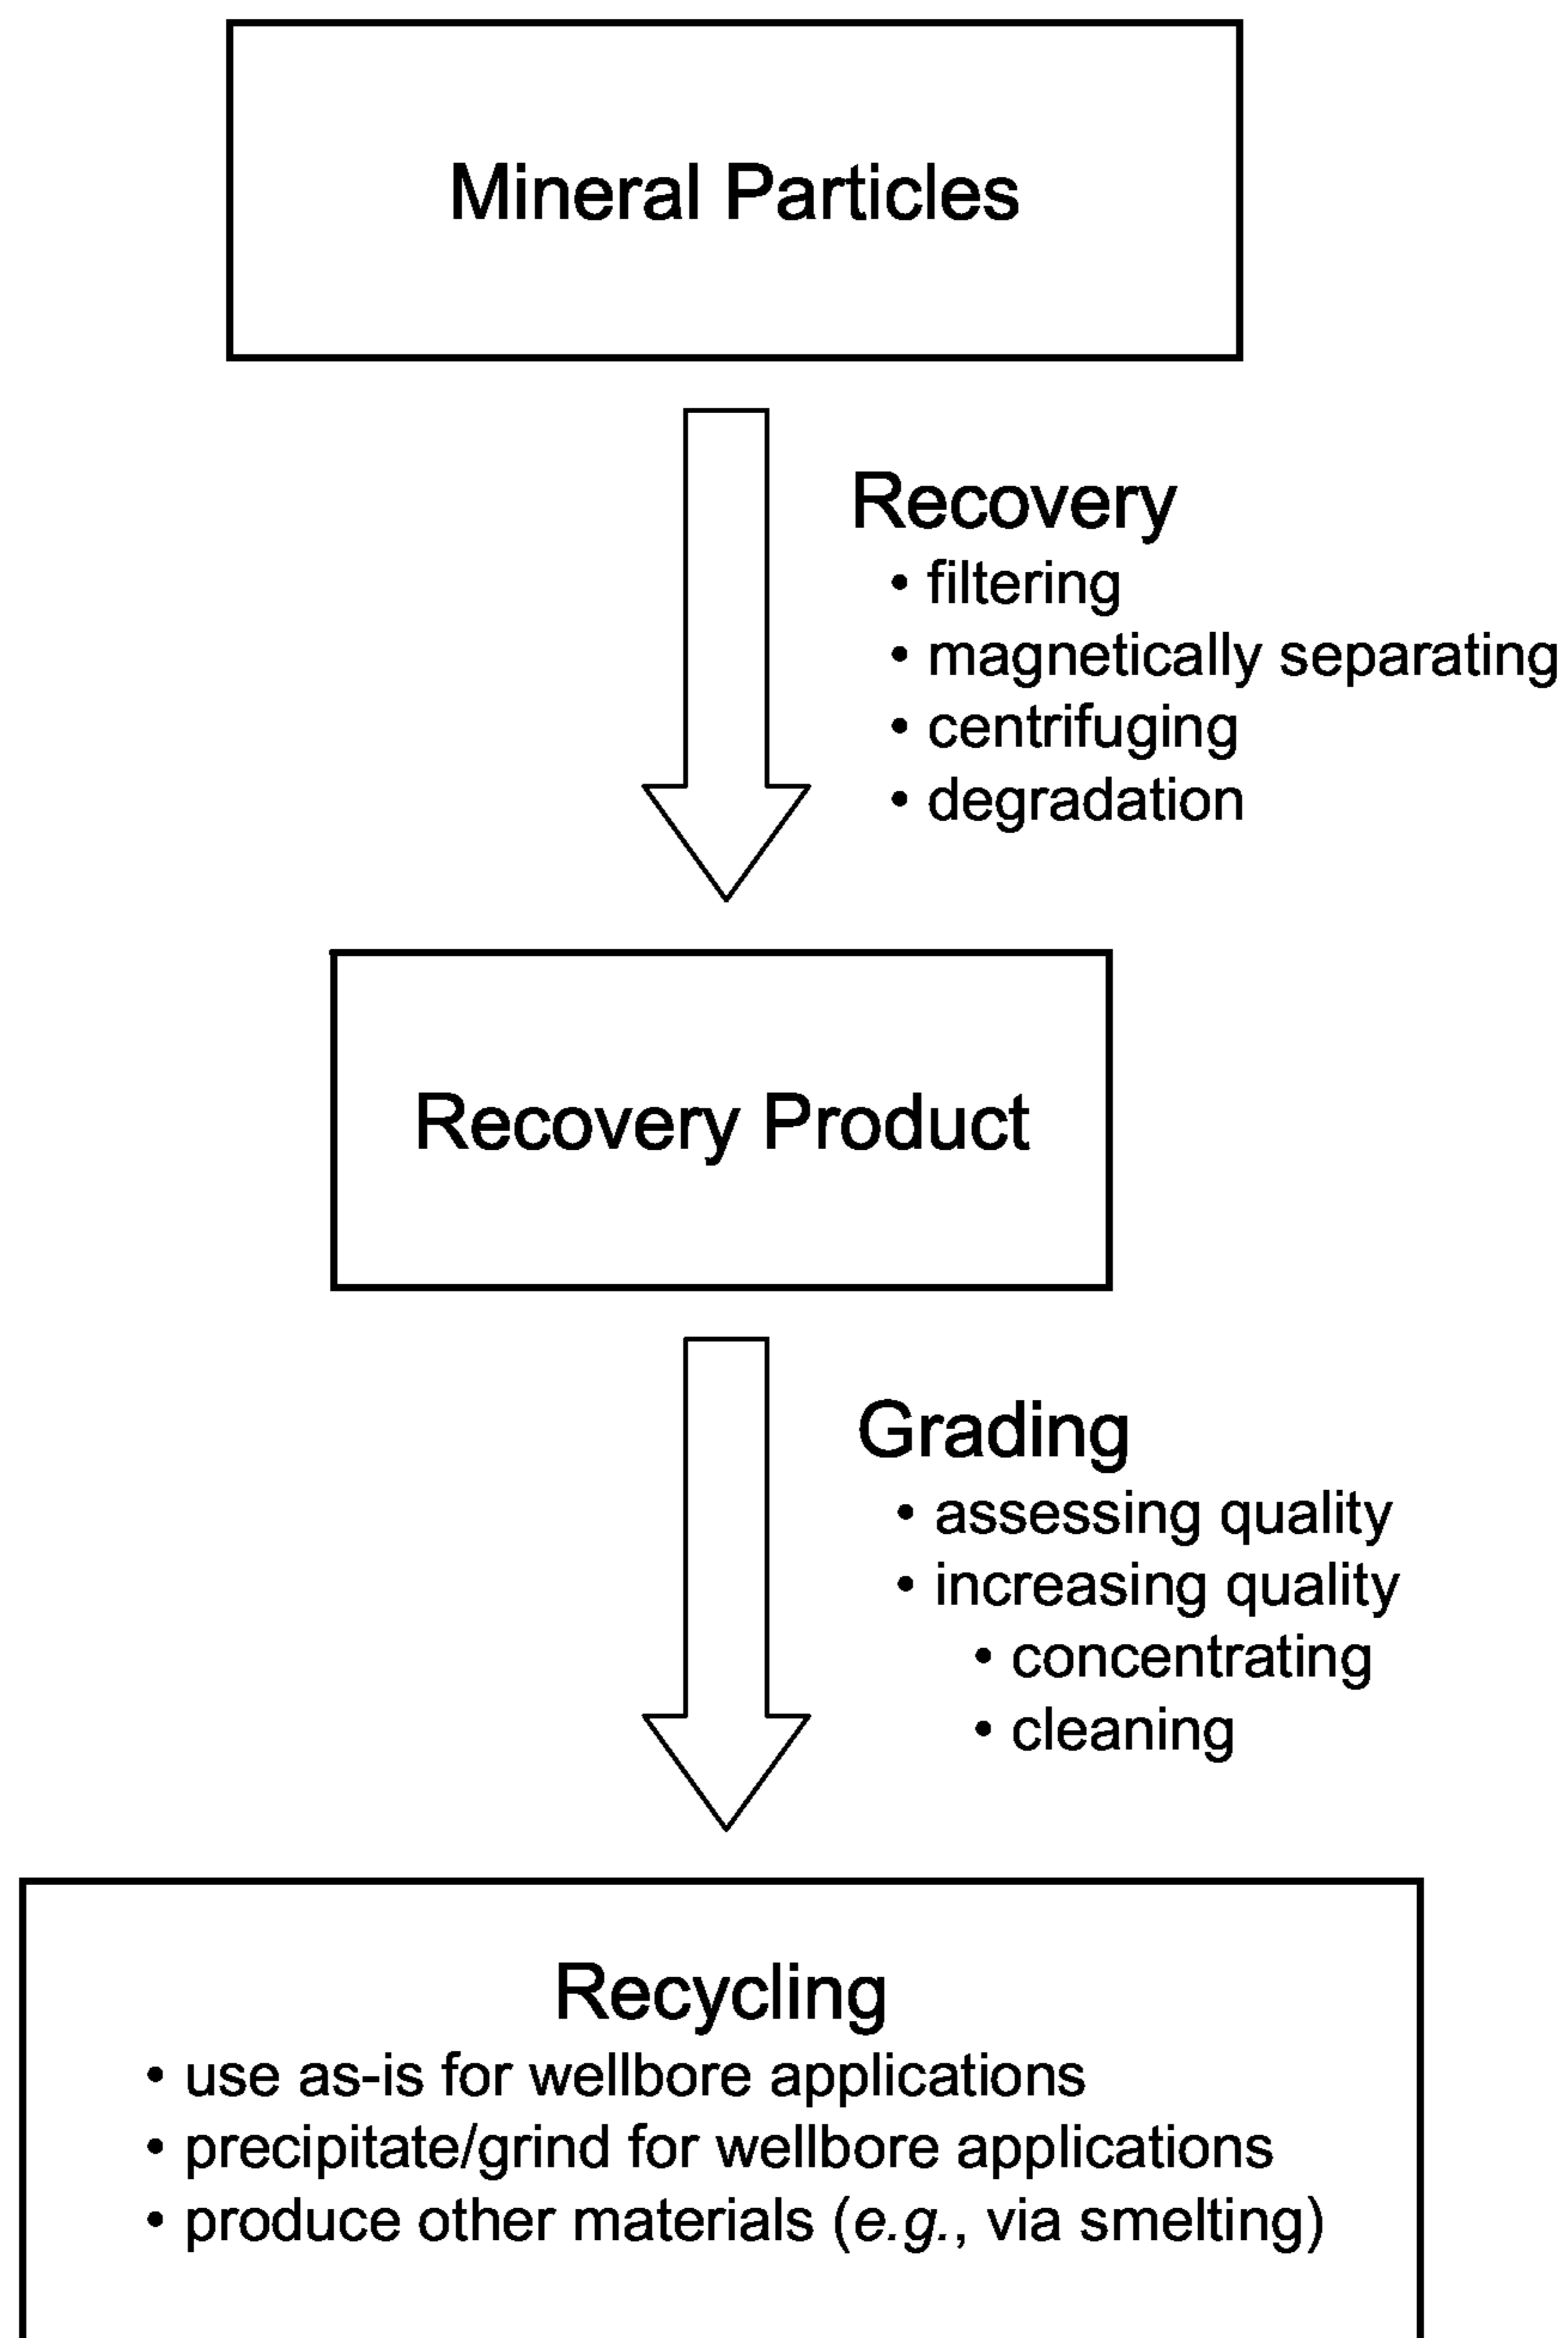 Mineral Particles
Recovery
• filtering
• magnetically separating
• centrifuging
• degradation
Recovery Product
Grading
• assessing quality
• increasing quality
• concentrating
• cleaning
Recycling
• use as-is for wellbore applications
• precipitate/grind for wellbore applications
• produce other materials (e.g., via smelting)